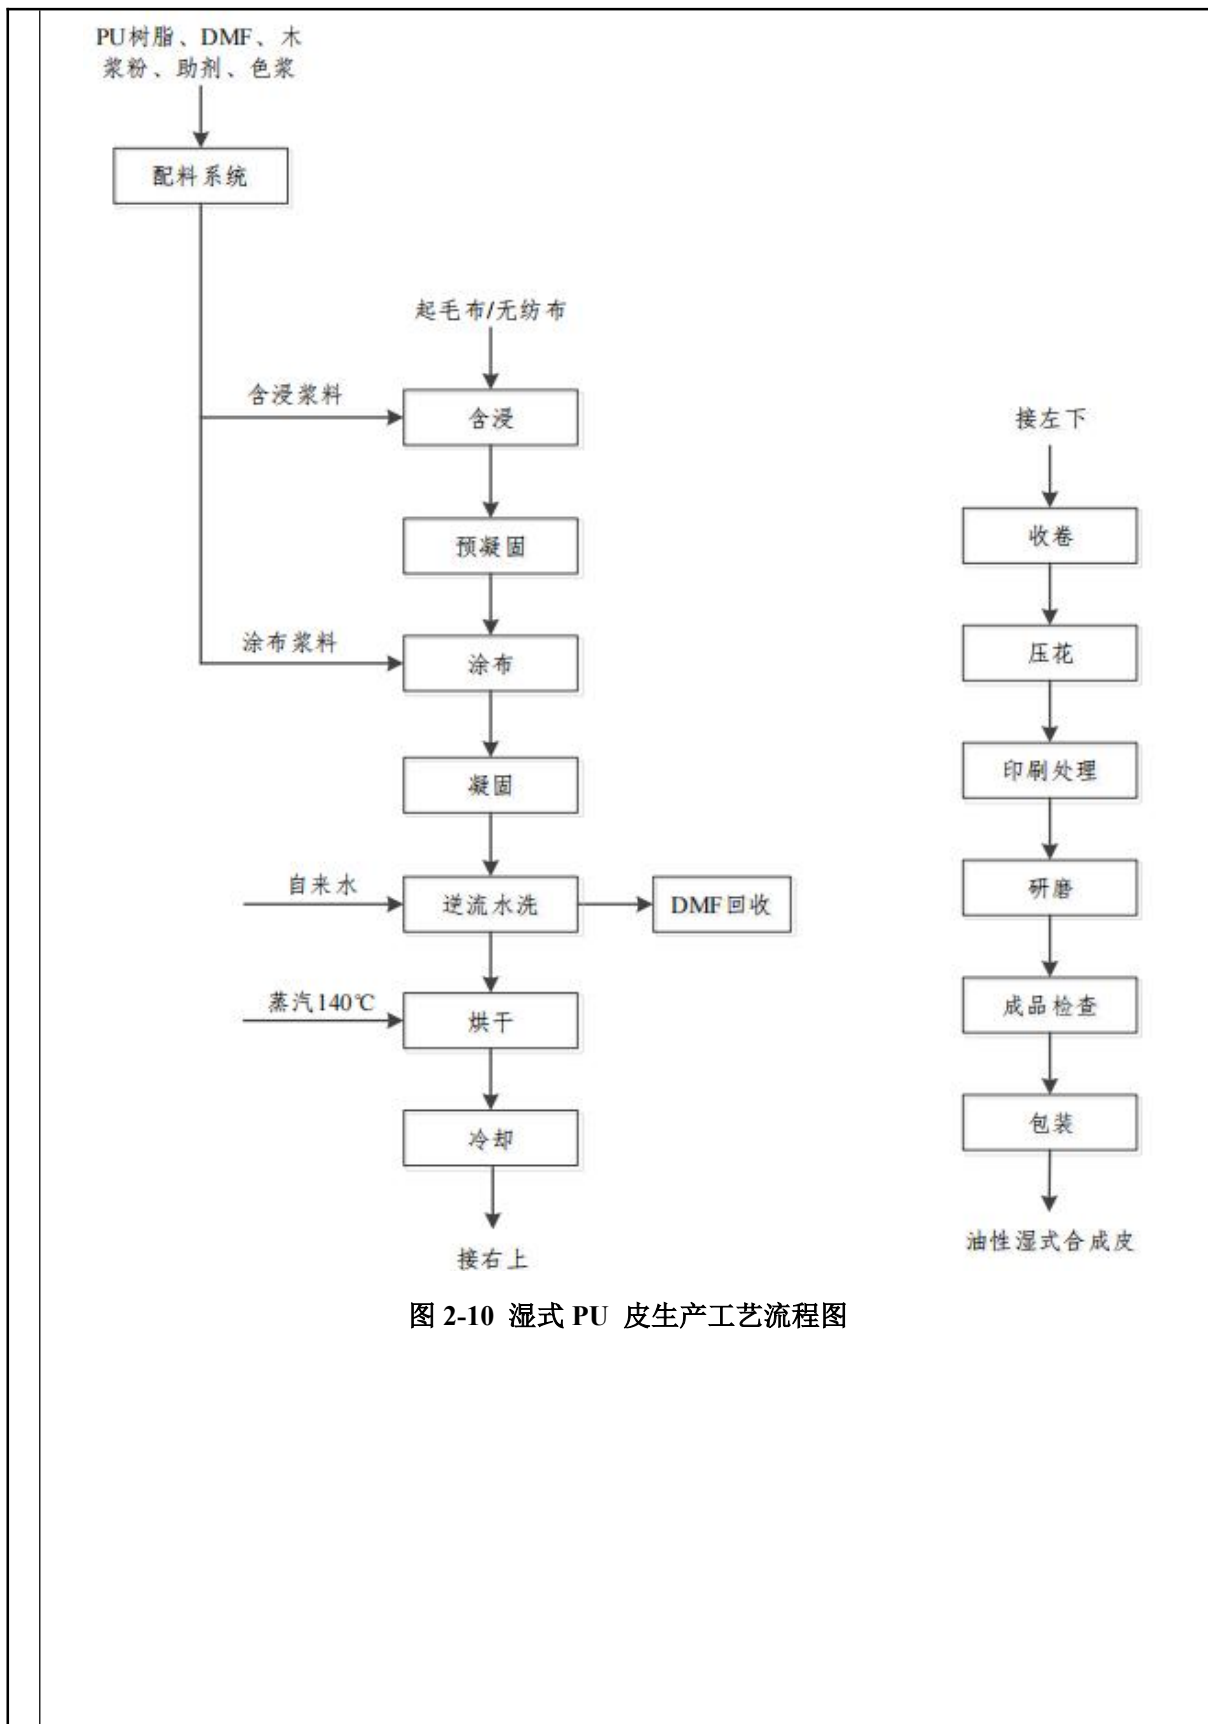 PU树脂、DMF、木
浆粉、助剂、色浆
配料系统
起毛布/无纺布
含浸浆料
含浸
预凝固
涂布浆料
涂布
凝固
自来水
逆流水洗
DMF回收
蒸汽140℃
烘干
冷却
接右上
接左下
收卷
压花
印刷处理
研磨
成品检查
包装
油性湿式合成皮
图 2-10 湿式 PU 皮生产工艺流程图